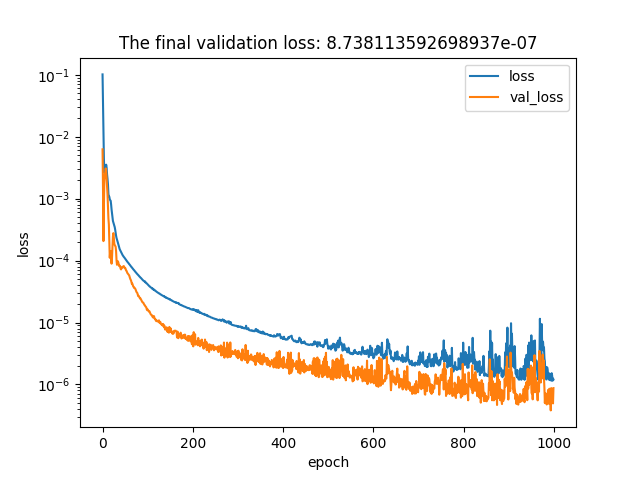 The final validation loss: 8.738113592698937e-07
loss
val_loss
10⁻¹
10⁻²
10⁻³
10⁻⁴
10⁻⁵
10⁻⁶
loss
0 200 400 600 800 1000
epoch